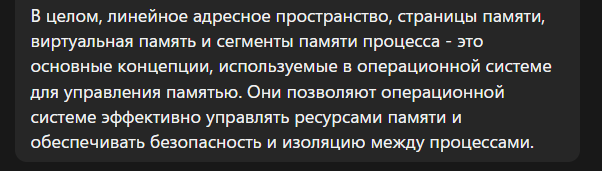 В целом, линейное адресное пространство, страницы памяти,
виртуальная память и сегменты памяти процесса - это
основные концепции, используемые в операционной системе
для управления памятью. Они позволяют операционной
системе эффективно управлять ресурсами памяти и
обеспечивать безопасность и изоляцию между процессами.